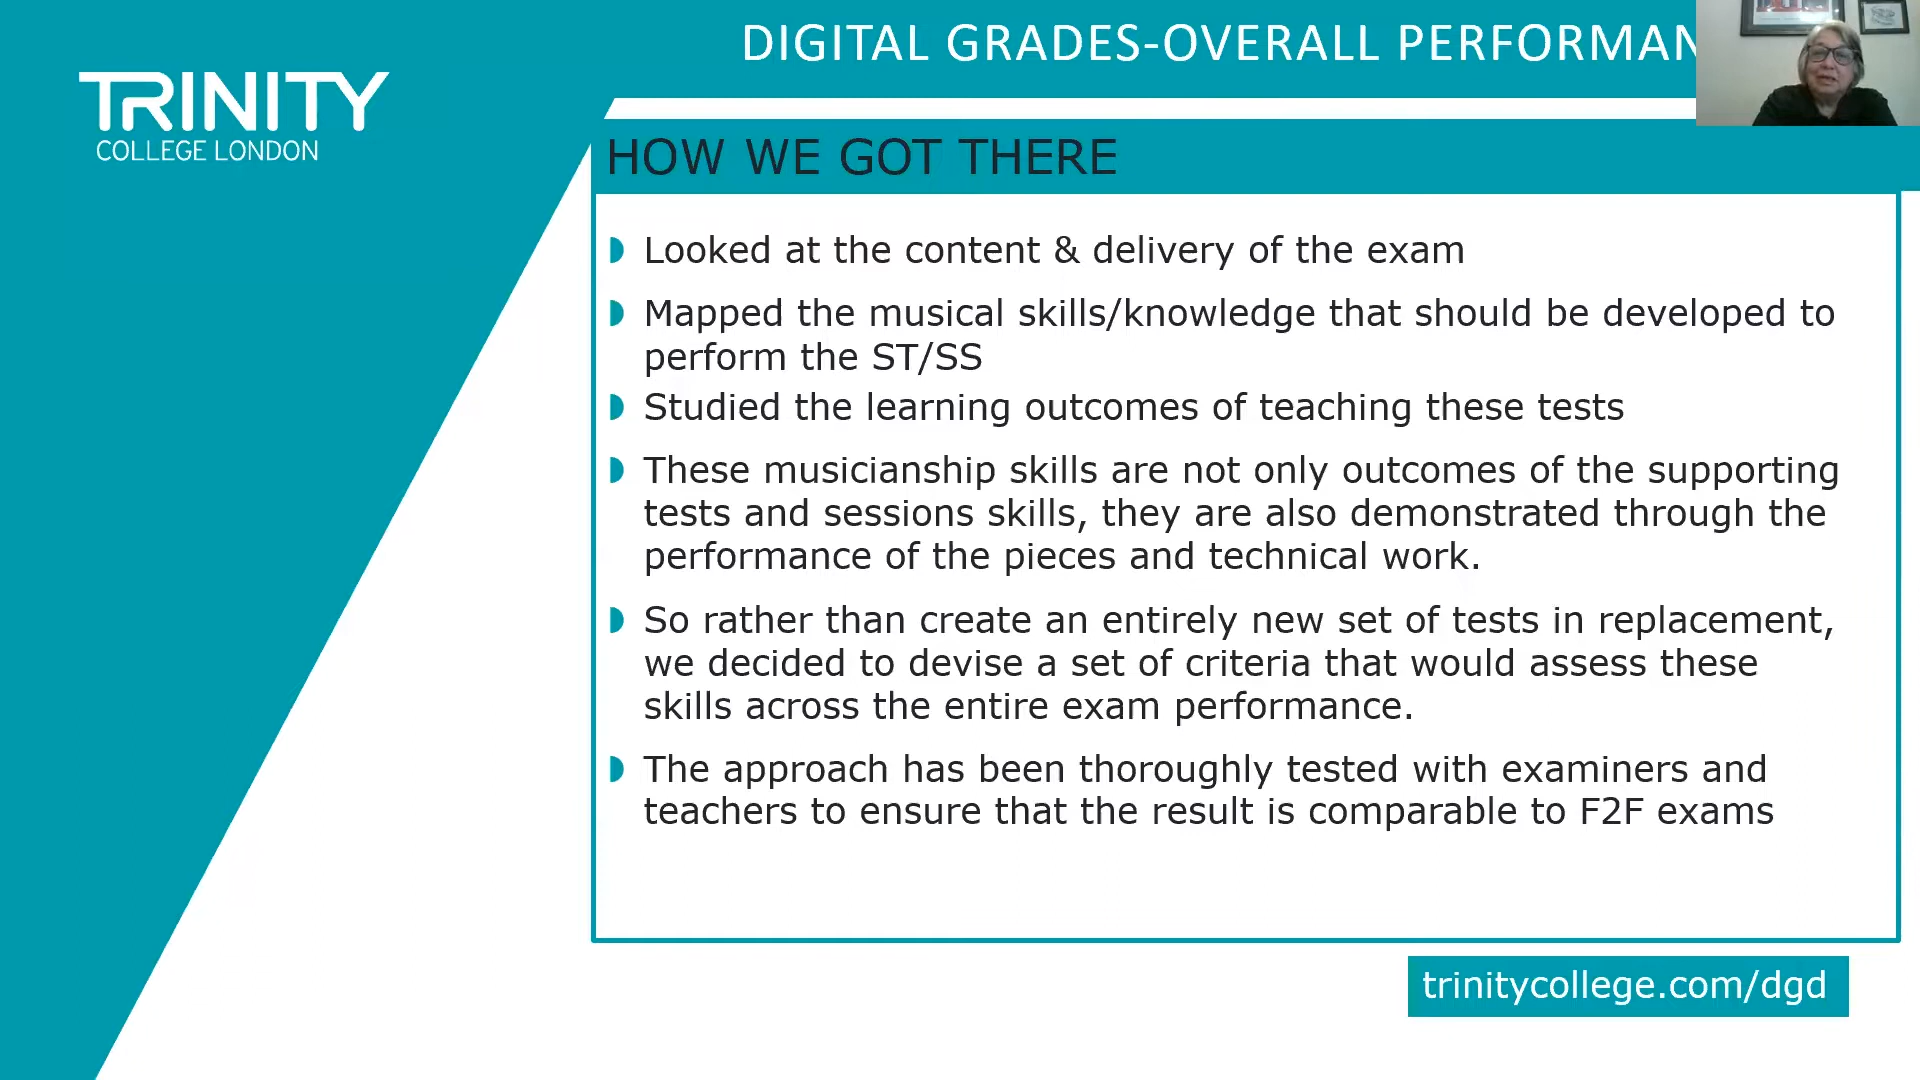 DIGITAL GRADES-OVERALL PERFORMAN
TRINITY
COLLEGE LONDON
HOW WE GOT THERE
Looked at the content & delivery of the exam
Mapped the musical skills/knowledge that should be developed to
perform the ST/SS
Studied the learning outcomes of teaching these tests
These musicianship skills are not only outcomes of the supporting
tests and sessions skills, they are also demonstrated through the
performance of the pieces and technical work.
So rather than create an entirely new set of tests in replacement,
we decided to devise a set of criteria that would assess these
skills across the entire exam performance.
The approach has been thoroughly tested with examiners and
teachers to ensure that the result is comparable to F2F exams
trinitycollege.com/dgd